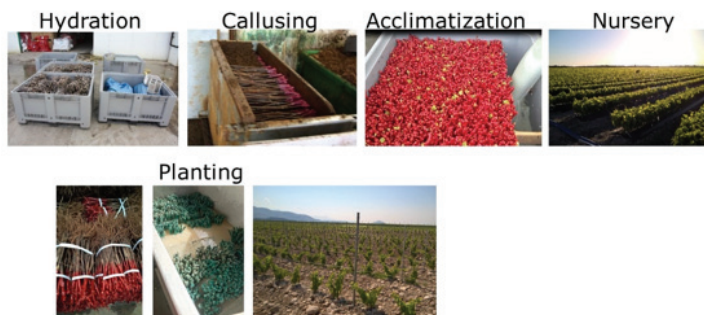 Hydration
Callusing
Acclimatization
Nursery
Planting